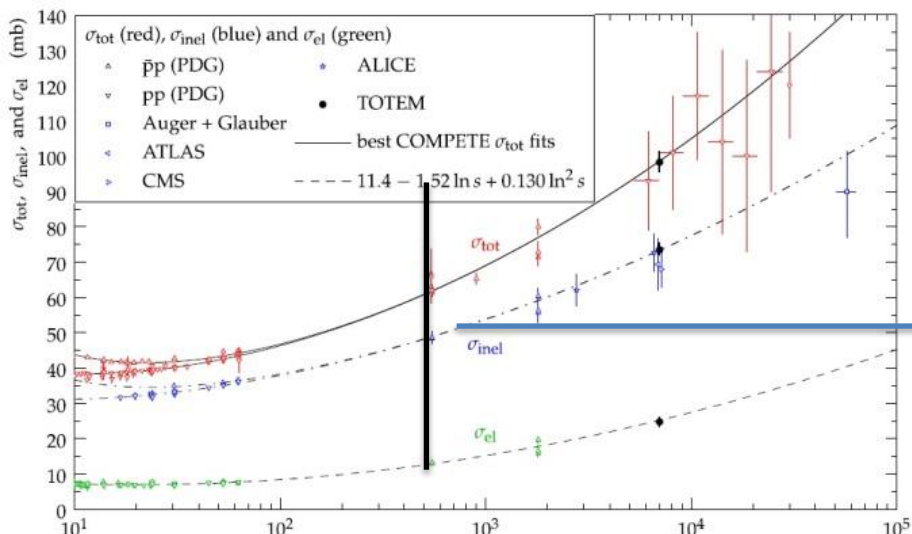 σtot, σinel, and σel (mb)
140
130
120
110
100
90
80
70
60
50
40
30
20
10
0
σtot (red), σinel (blue) and σel (green)
p̄p (PDG)
pp (PDG)
Auger + Glauber
ATLAS
CMS
ALICE
TOTEM
best COMPETE σtot fits
11.4 − 1.52 ln s + 0.130 ln² s
σtot
σinel
σel
10¹ 10² 10³ 10⁴ 10⁵